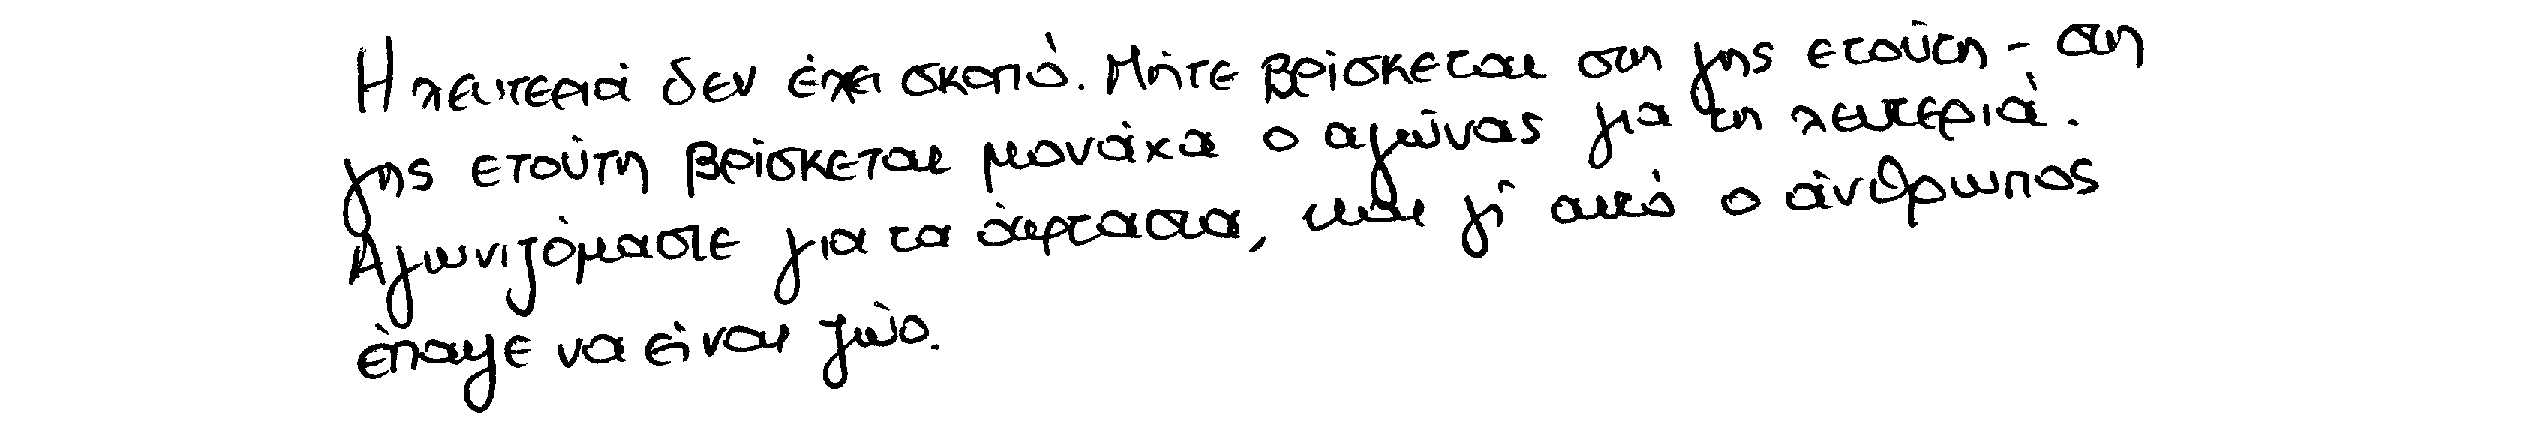 Η λευτεριά δεν έχει σκοπό. Μήτε βρίσκεται στη γης ετούτη - στη
γης ετούτη βρίσκεται μονάχα ο αγώνας για τη λευτεριά.
Αγωνιζόμαστε για τα άφταστα, και γι' αυτό ο άνθρωπος
έπαψε να είναι ζώο.